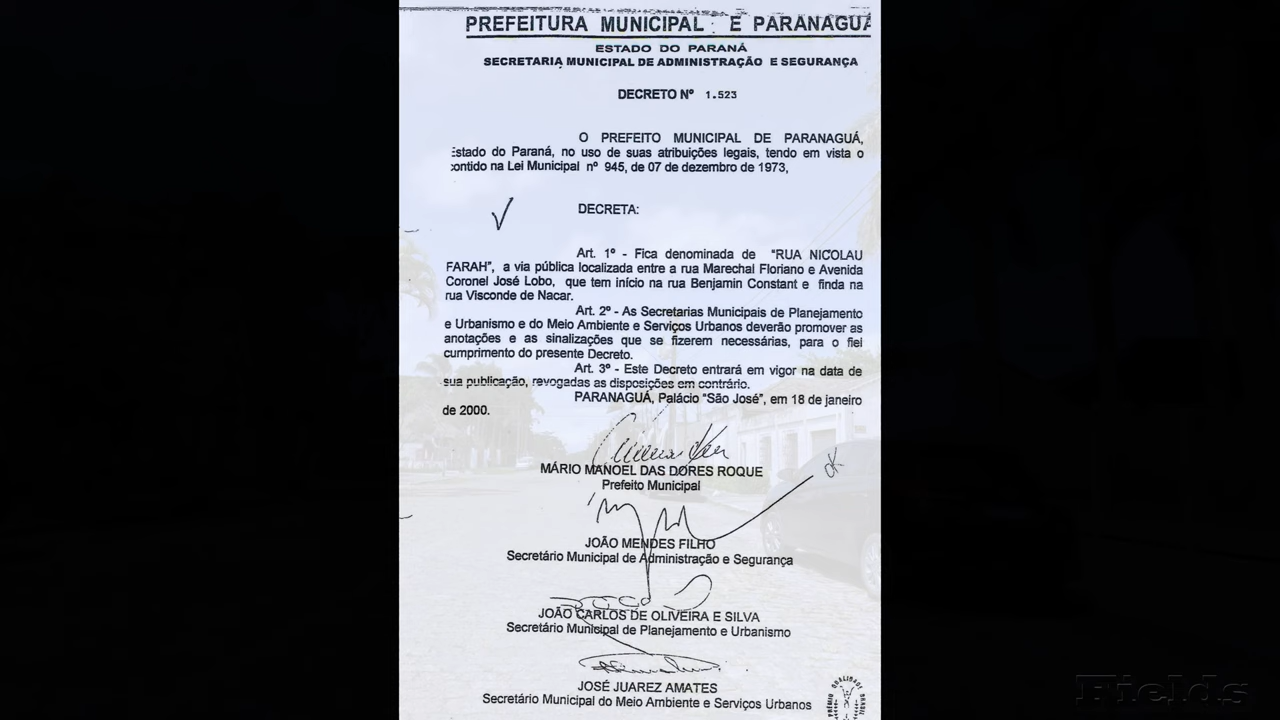 PREFEITURA MUNICIPAL E PARANAGUÁ
ESTADO DO PARANÁ
SECRETARIA MUNICIPAL DE ADMINISTRAÇÃO E SEGURANÇA
DECRETO Nº 1.523
O PREFEITO MUNICIPAL DE PARANAGUÁ,
Estado do Paraná, no uso de suas atribuições legais, tendo em vista o
contido na Lei Municipal nº 945, de 07 de dezembro de 1973,
DECRETA:
Art. 1º - Fica denominada de "RUA NICOLAU
FARAH", a via pública localizada entre a rua Marechal Floriano e Avenida
Coronel José Lobo, que tem início na rua Benjamin Constant e finda na
rua Visconde de Nacar.
Art. 2º - As Secretarias Municipais de Planejamento
e Urbanismo e do Meio Ambiente e Serviços Urbanos deverão promover as
anotações e as sinalizações que se fizerem necessárias, para o fiel
cumprimento do presente Decreto.
Art. 3º - Este Decreto entrará em vigor na data de
sua publicação, revogadas as disposições em contrário.
PARANAGUÁ, Palácio "São José", em 18 de janeiro
de 2000.
MÁRIO MANOEL DAS DORES ROQUE
Prefeito Municipal
OK
JOÃO MENDES FILHO
Secretário Municipal de Administração e Segurança
JOÃO CARLOS DE OLIVEIRA E SILVA
Secretário Municipal de Planejamento e Urbanismo
JOSÉ JUAREZ AMATES
Secretário Municipal do Meio Ambiente e Serviços Urbanos
PRÊMIO QUALIDADE BRASIL
Fields